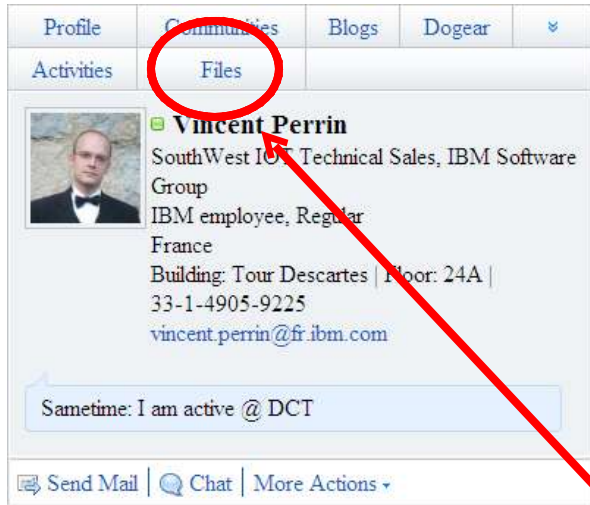 Profile Communities Blogs Dogear
Activities Files
Vincent Perrin
SouthWest IOT Technical Sales, IBM Software
Group
IBM employee, Regular
France
Building: Tour Descartes | Floor: 24A |
33-1-4905-9225
vincent.perrin@fr.ibm.com
Sametime: I am active @ DCT
Send Mail | Chat | More Actions